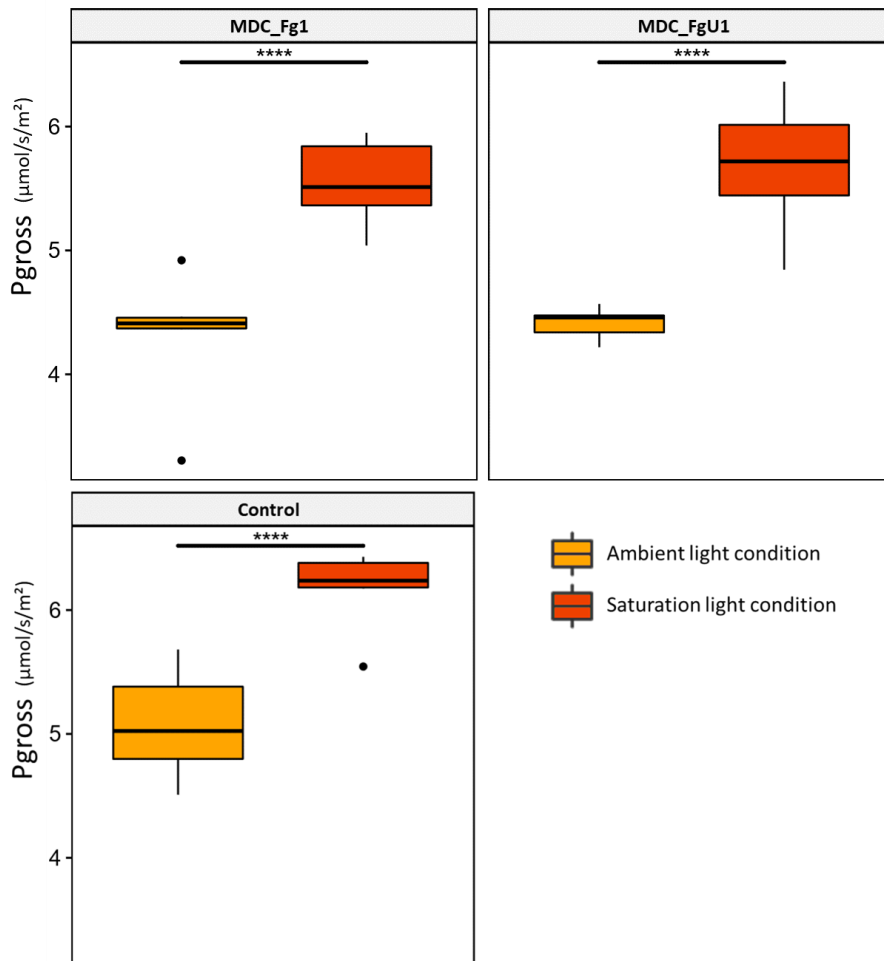 MDC_Fg1
MDC_FgU1
****
****
Pgross (µmol/s/m²)
6
5
4
Control
****
Pgross (µmol/s/m²)
6
5
4
Ambient light condition
Saturation light condition